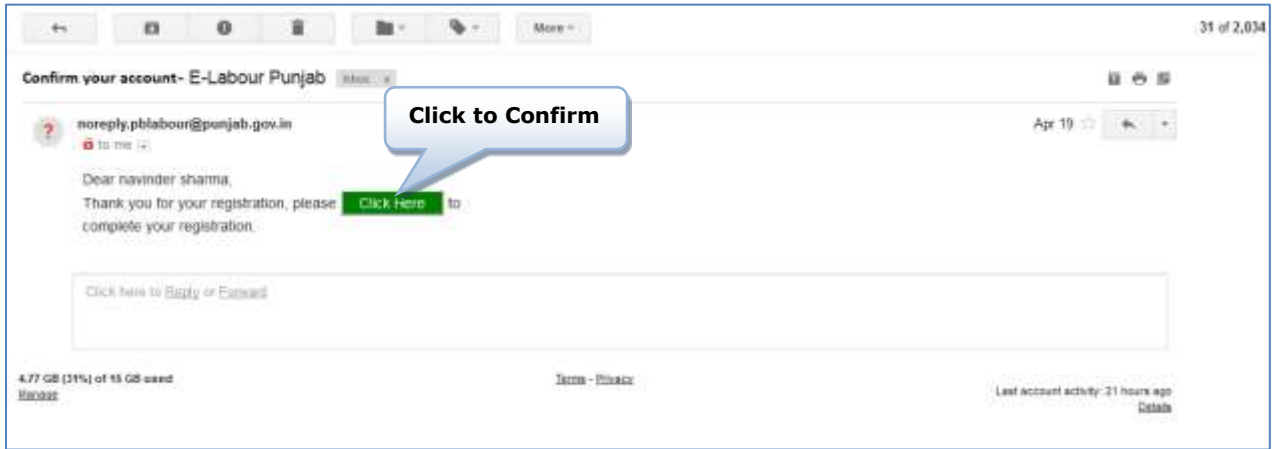 More
31 of 2,034
Confirm your account- E-Labour Punjab Inbox x
Click to Confirm
noreply.pblabour@punjab.gov.in
Apr 19
to me
Dear navinder sharma,
Thank you for your registration, please Click Here to
complete your registration.
Click here to Reply or Forward
4.77 GB (31%) of 15 GB used
Manage
Terms - Privacy
Last account activity: 21 hours ago
Details